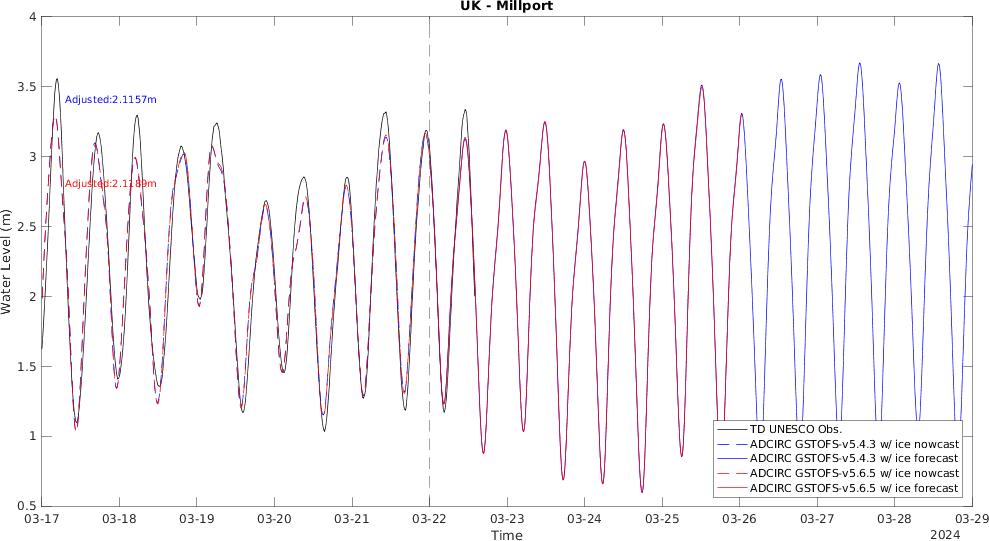 UK - Millport
4
3.5
3
2.5
2
1.5
1
0.5
Water Level (m)
Adjusted:2.1157m
Adjusted:2.1189m
TD UNESCO Obs.
ADCIRC GSTOFS-v5.4.3 w/ ice nowcast
ADCIRC GSTOFS-v5.4.3 w/ ice forecast
ADCIRC GSTOFS-v5.6.5 w/ ice nowcast
ADCIRC GSTOFS-v5.6.5 w/ ice forecast
03-17 03-18 03-19 03-20 03-21 03-22 03-23 03-24 03-25 03-26 03-27 03-28 03-29
Time
2024